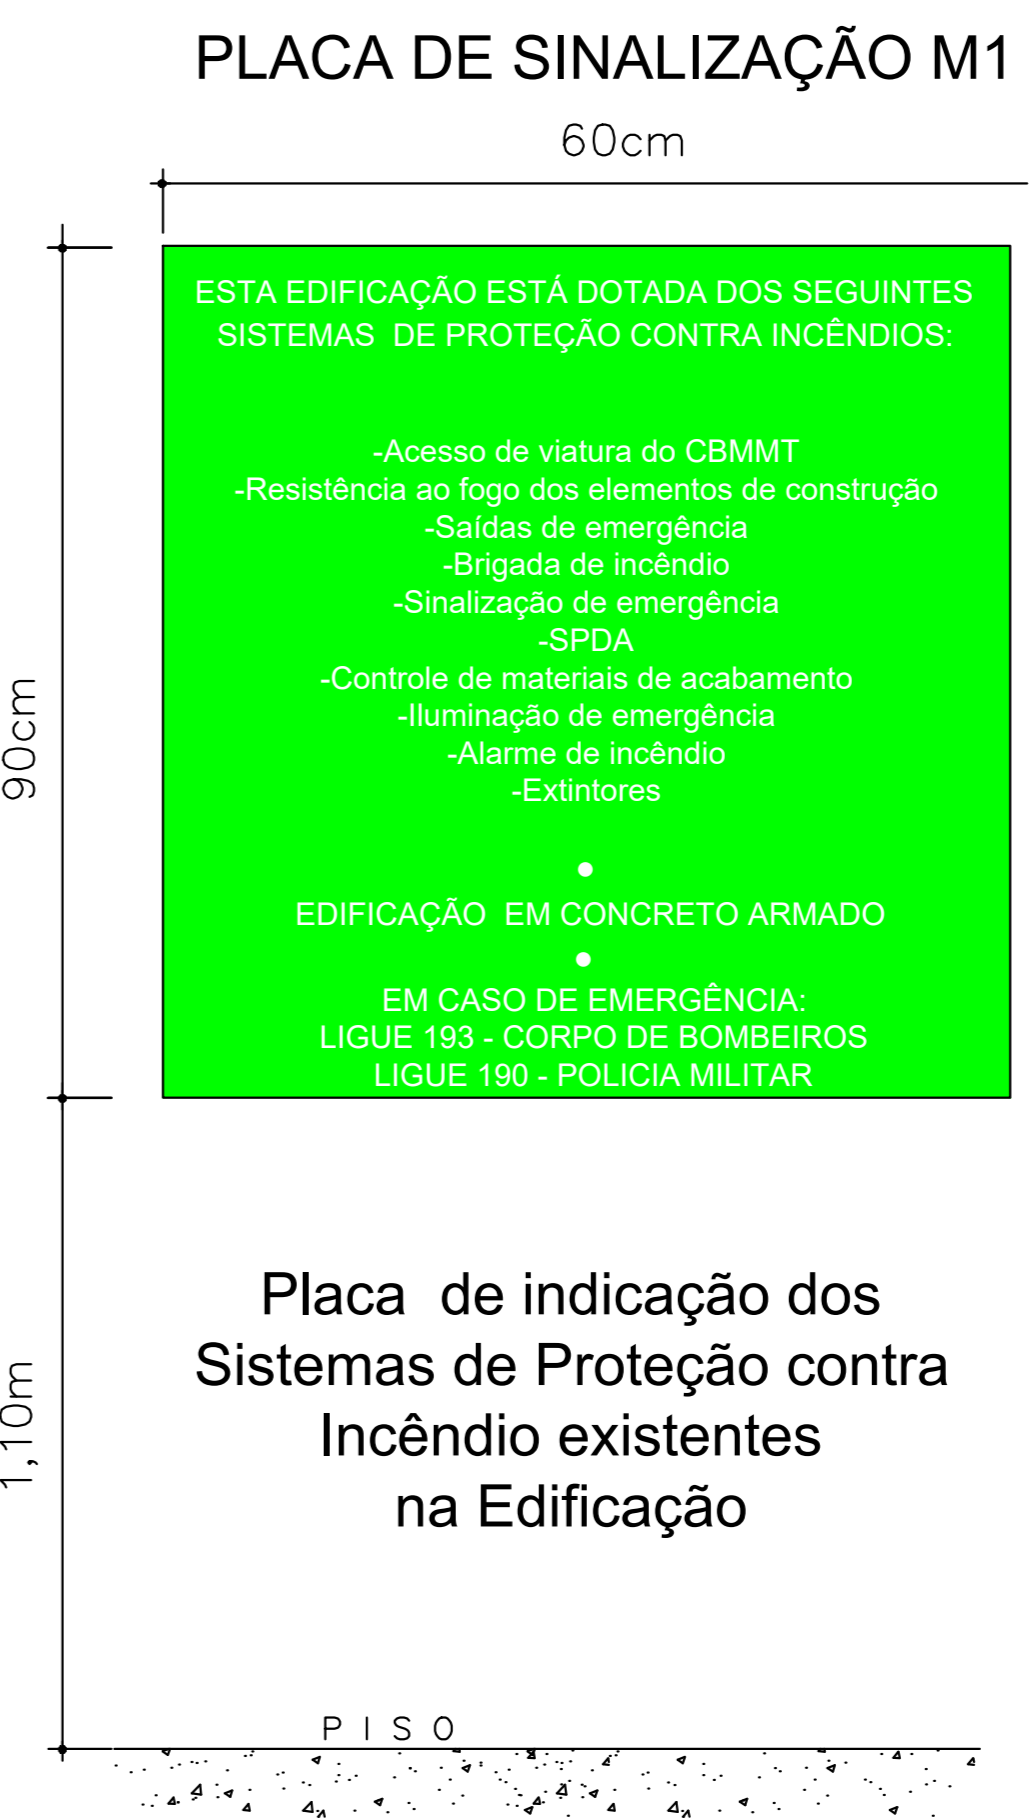 PLACA DE SINALIZAÇÃO M1
60cm
ESTA EDIFICAÇÃO ESTÁ DOTADA DOS SEGUINTES
SISTEMAS DE PROTEÇÃO CONTRA INCÊNDIOS:
-Acesso de viatura do CBMMT
-Resistência ao fogo dos elementos de construção
-Saídas de emergência
-Brigada de incêndio
-Sinalização de emergência
-SPDA
-Controle de materiais de acabamento
-Iluminação de emergência
-Alarme de incêndio
-Extintores
•
EDIFICAÇÃO EM CONCRETO ARMADO
•
EM CASO DE EMERGÊNCIA:
LIGUE 193 - CORPO DE BOMBEIROS
LIGUE 190 - POLICIA MILITAR
90cm
Placa de indicação dos
Sistemas de Proteção contra
Incêndio existentes
na Edificação
1,10m
PISO